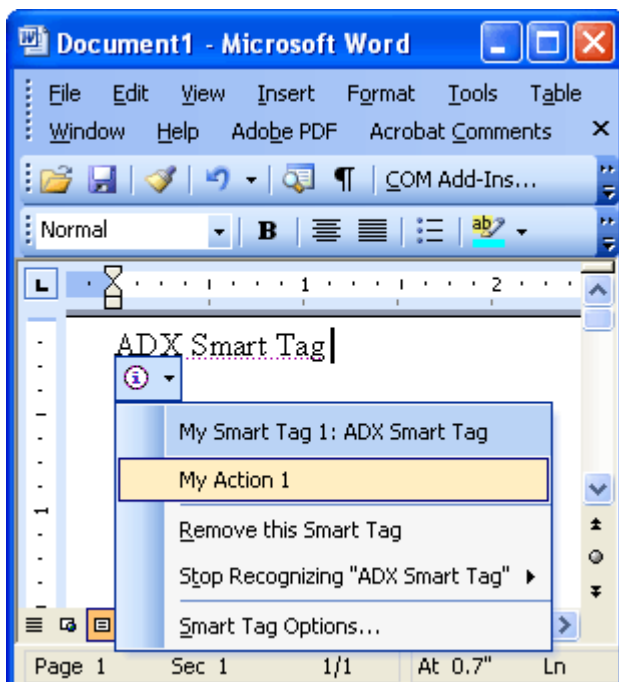 Document1 - Microsoft Word
File Edit View Insert Format Tools Table
Window Help Adobe PDF Acrobat Comments
¶ COM Add-Ins...
Normal B ab
L 1 2
ADX Smart Tag
My Smart Tag 1: ADX Smart Tag
My Action 1
1
Remove this Smart Tag
Stop Recognizing "ADX Smart Tag"
Smart Tag Options...
Page 1 Sec 1 1/1 At 0.7" Ln